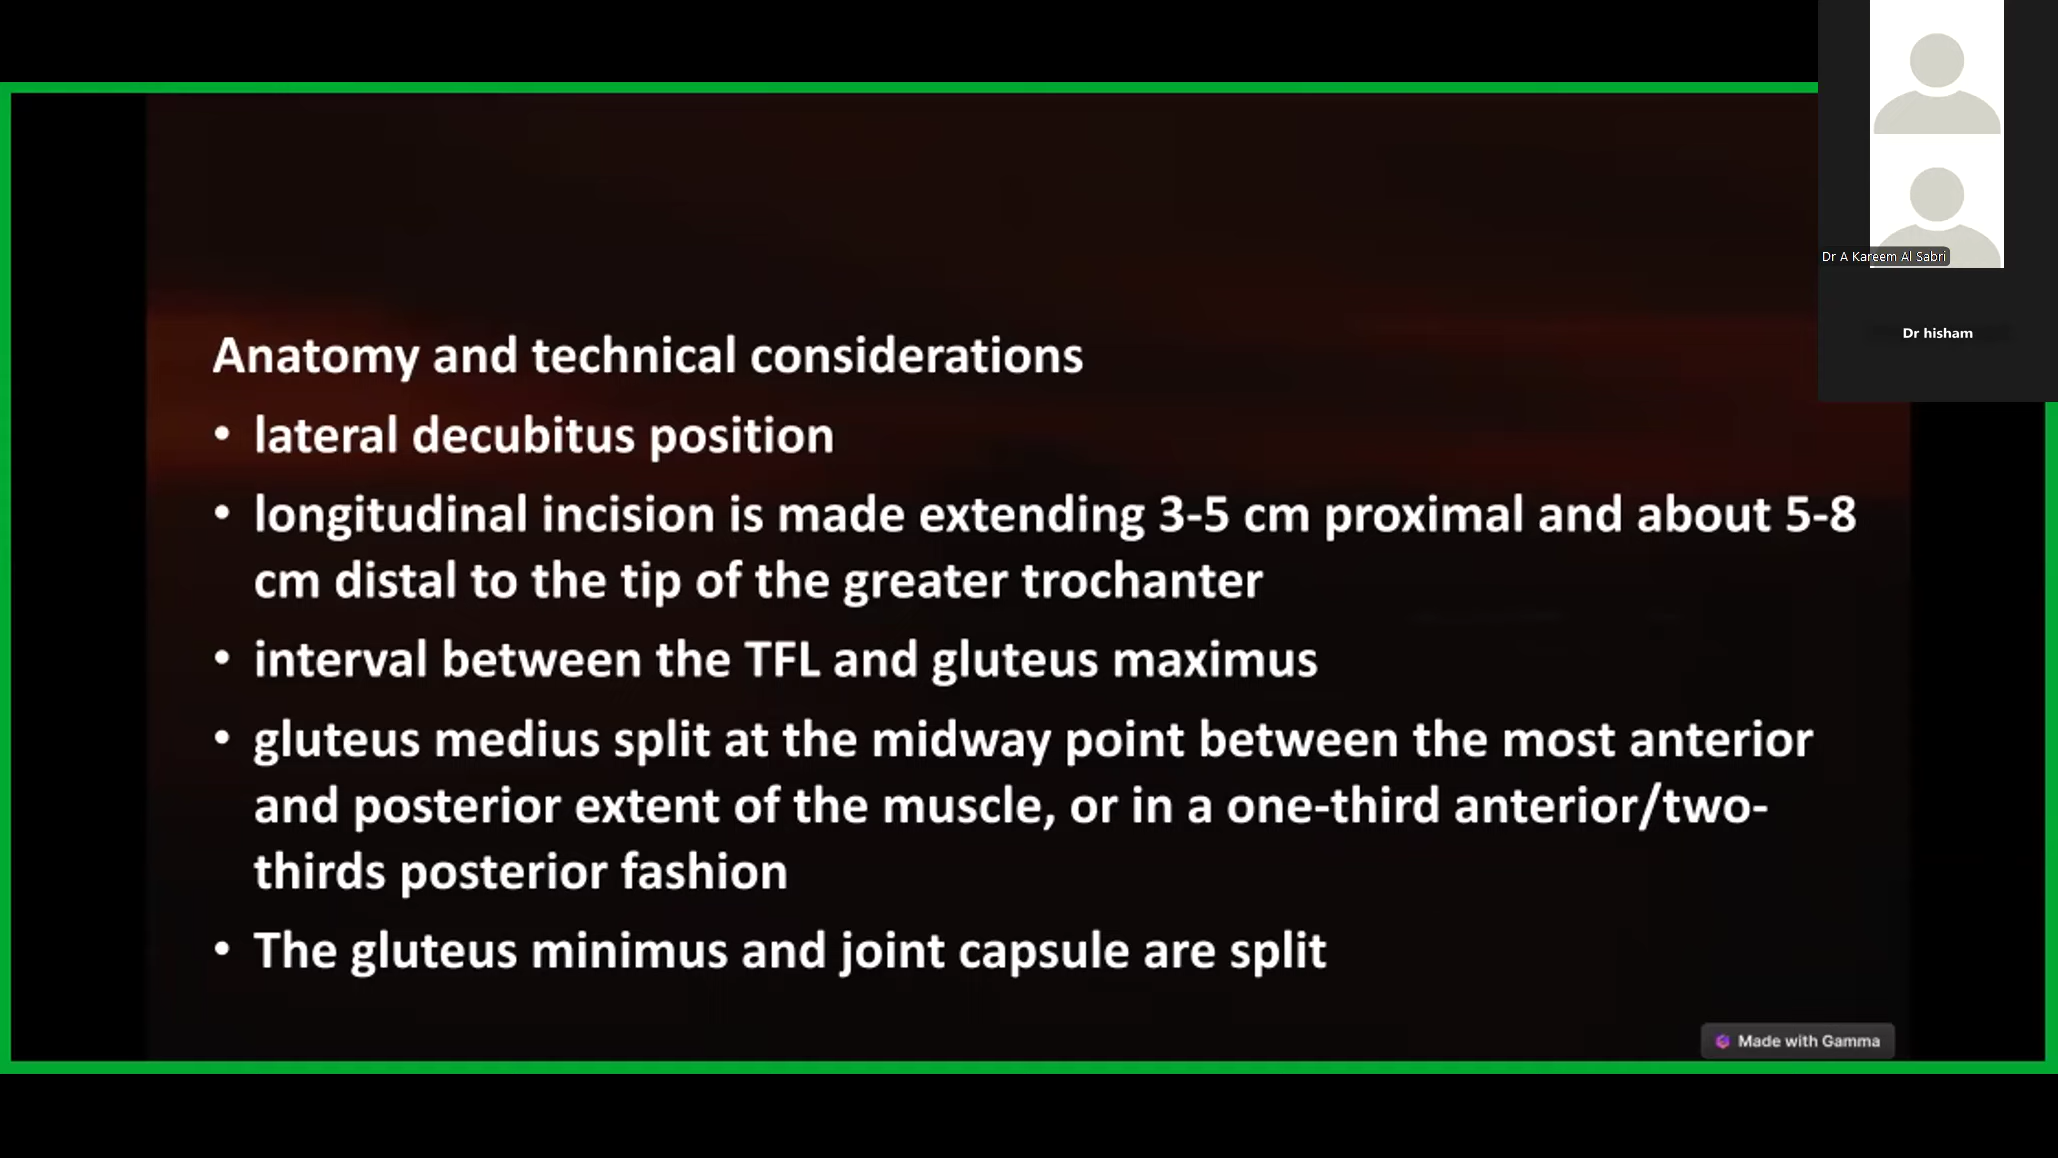 Anatomy and technical considerations
• lateral decubitus position
• longitudinal incision is made extending 3-5 cm proximal and about 5-8
cm distal to the tip of the greater trochanter
• interval between the TFL and gluteus maximus
• gluteus medius split at the midway point between the most anterior
and posterior extent of the muscle, or in a one-third anterior/two-
thirds posterior fashion
• The gluteus minimus and joint capsule are split
Made with Gamma
Dr A Kareem Al Sabri
Dr hisham